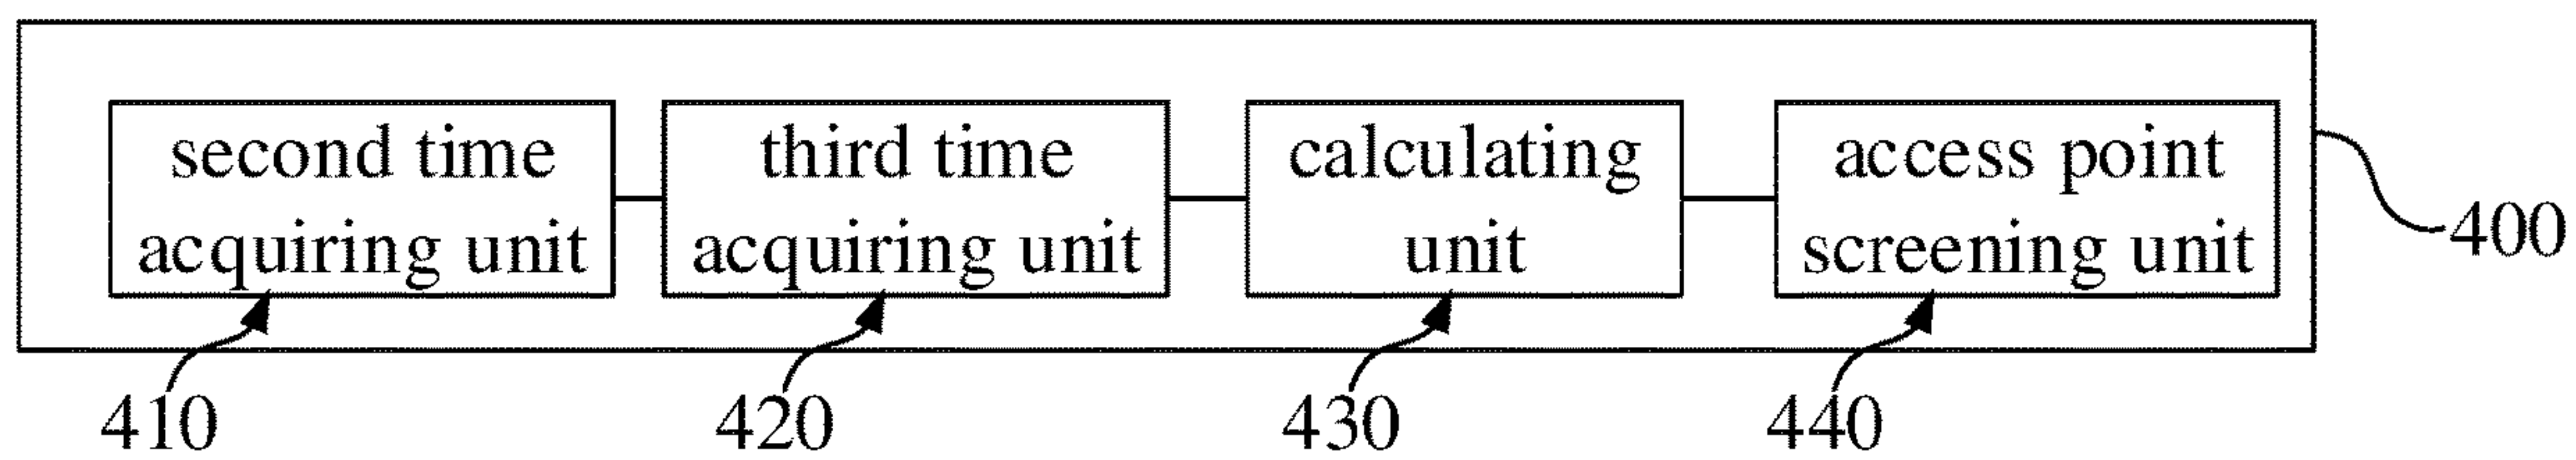 second time
acquiring unit
third time
acquiring unit
calculating
unit
access point
screening unit
400
410
420
430
440